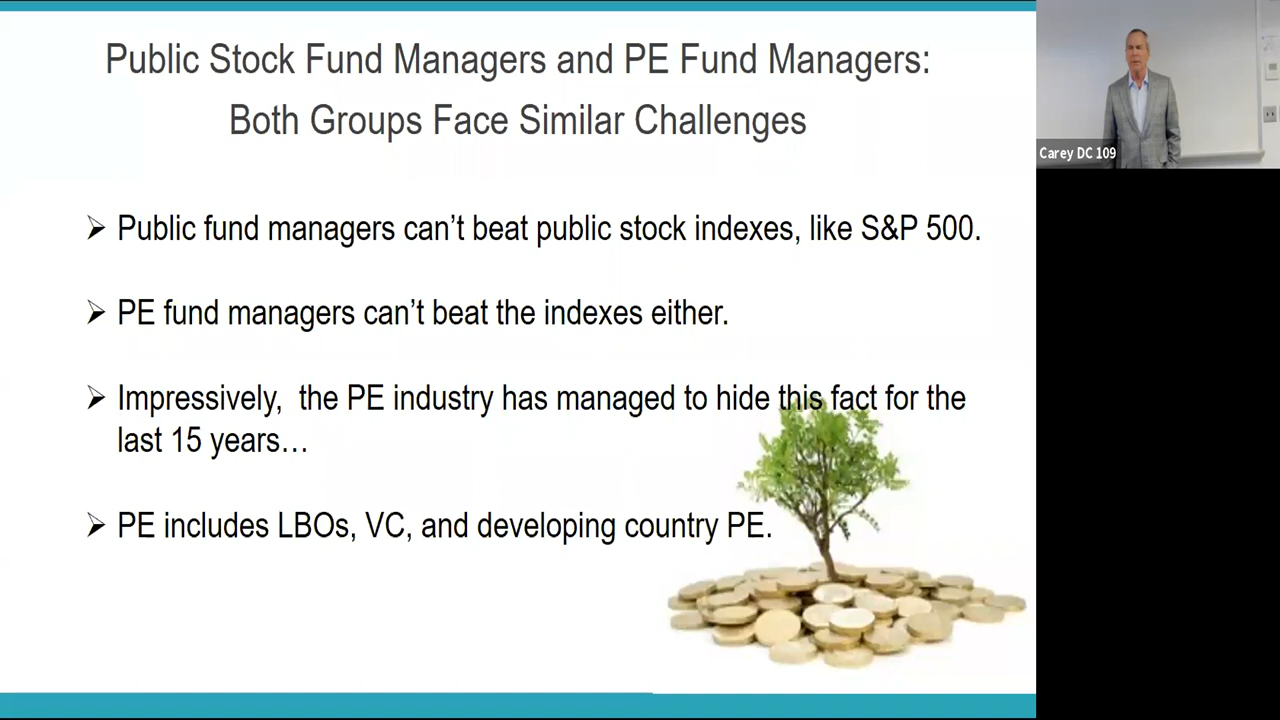 Public Stock Fund Managers and PE Fund Managers:
Both Groups Face Similar Challenges
➢ Public fund managers can’t beat public stock indexes, like S&P 500.
➢ PE fund managers can’t beat the indexes either.
➢ Impressively,  the PE industry has managed to hide this fact for the
last 15 years…
➢ PE includes LBOs, VC, and developing country PE.
Carey DC 109